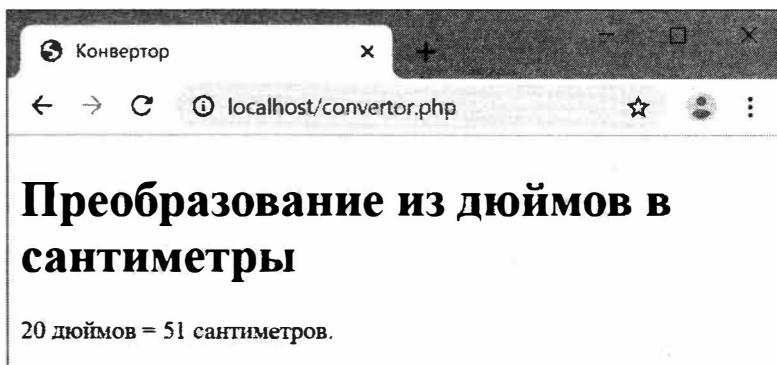 Конвертор
localhost/convertor.php
Преобразование из дюймов в
сантиметры
20 дюймов = 51 сантиметров.